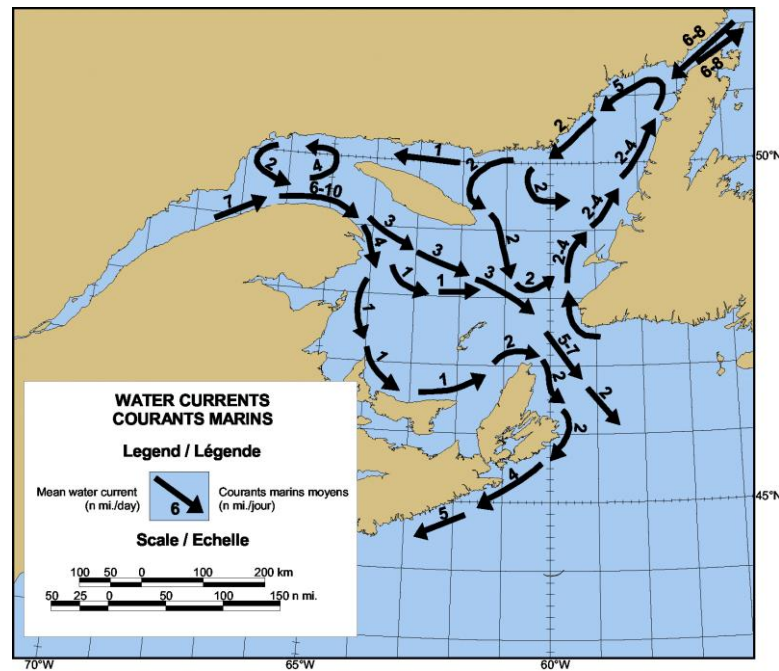 6-8
6-8
5
2
50°N
1
2
4
2
2
2-4
6-10
7
3
2-4
4
3
2
2-4
1
1
3
2
1
5-7
2
1
1
2
2
2
4
5
45°N
WATER CURRENTS
COURANTS MARINS
Legend / Légende
Mean water current
(n mi./day)
6
Courants marins moyens
(n mi./jour)
Scale / Echelle
100 50 0 100 200 km
50 25 0 50 100 150 n mi.
70°W 65°W 60°W